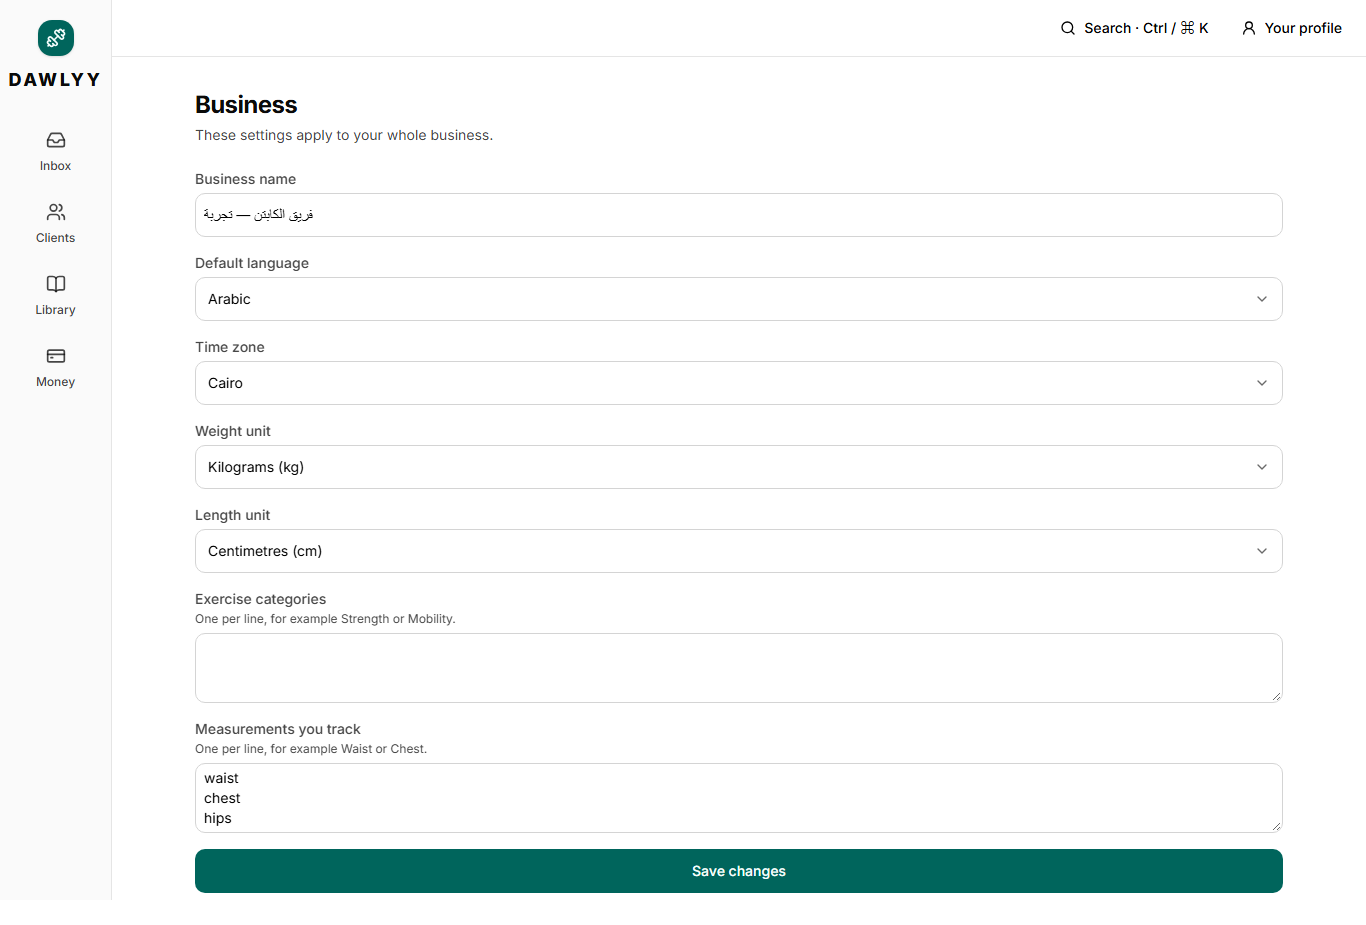 DAWLYY
Inbox
Clients
Library
Money
Search · Ctrl / ⌘ K
Your profile
Business
These settings apply to your whole business.
Business name
فريق الكابتن — تجربة
Default language
Arabic
Time zone
Cairo
Weight unit
Kilograms (kg)
Length unit
Centimetres (cm)
Exercise categories
One per line, for example Strength or Mobility.
Measurements you track
One per line, for example Waist or Chest.
waist
chest
hips
Save changes